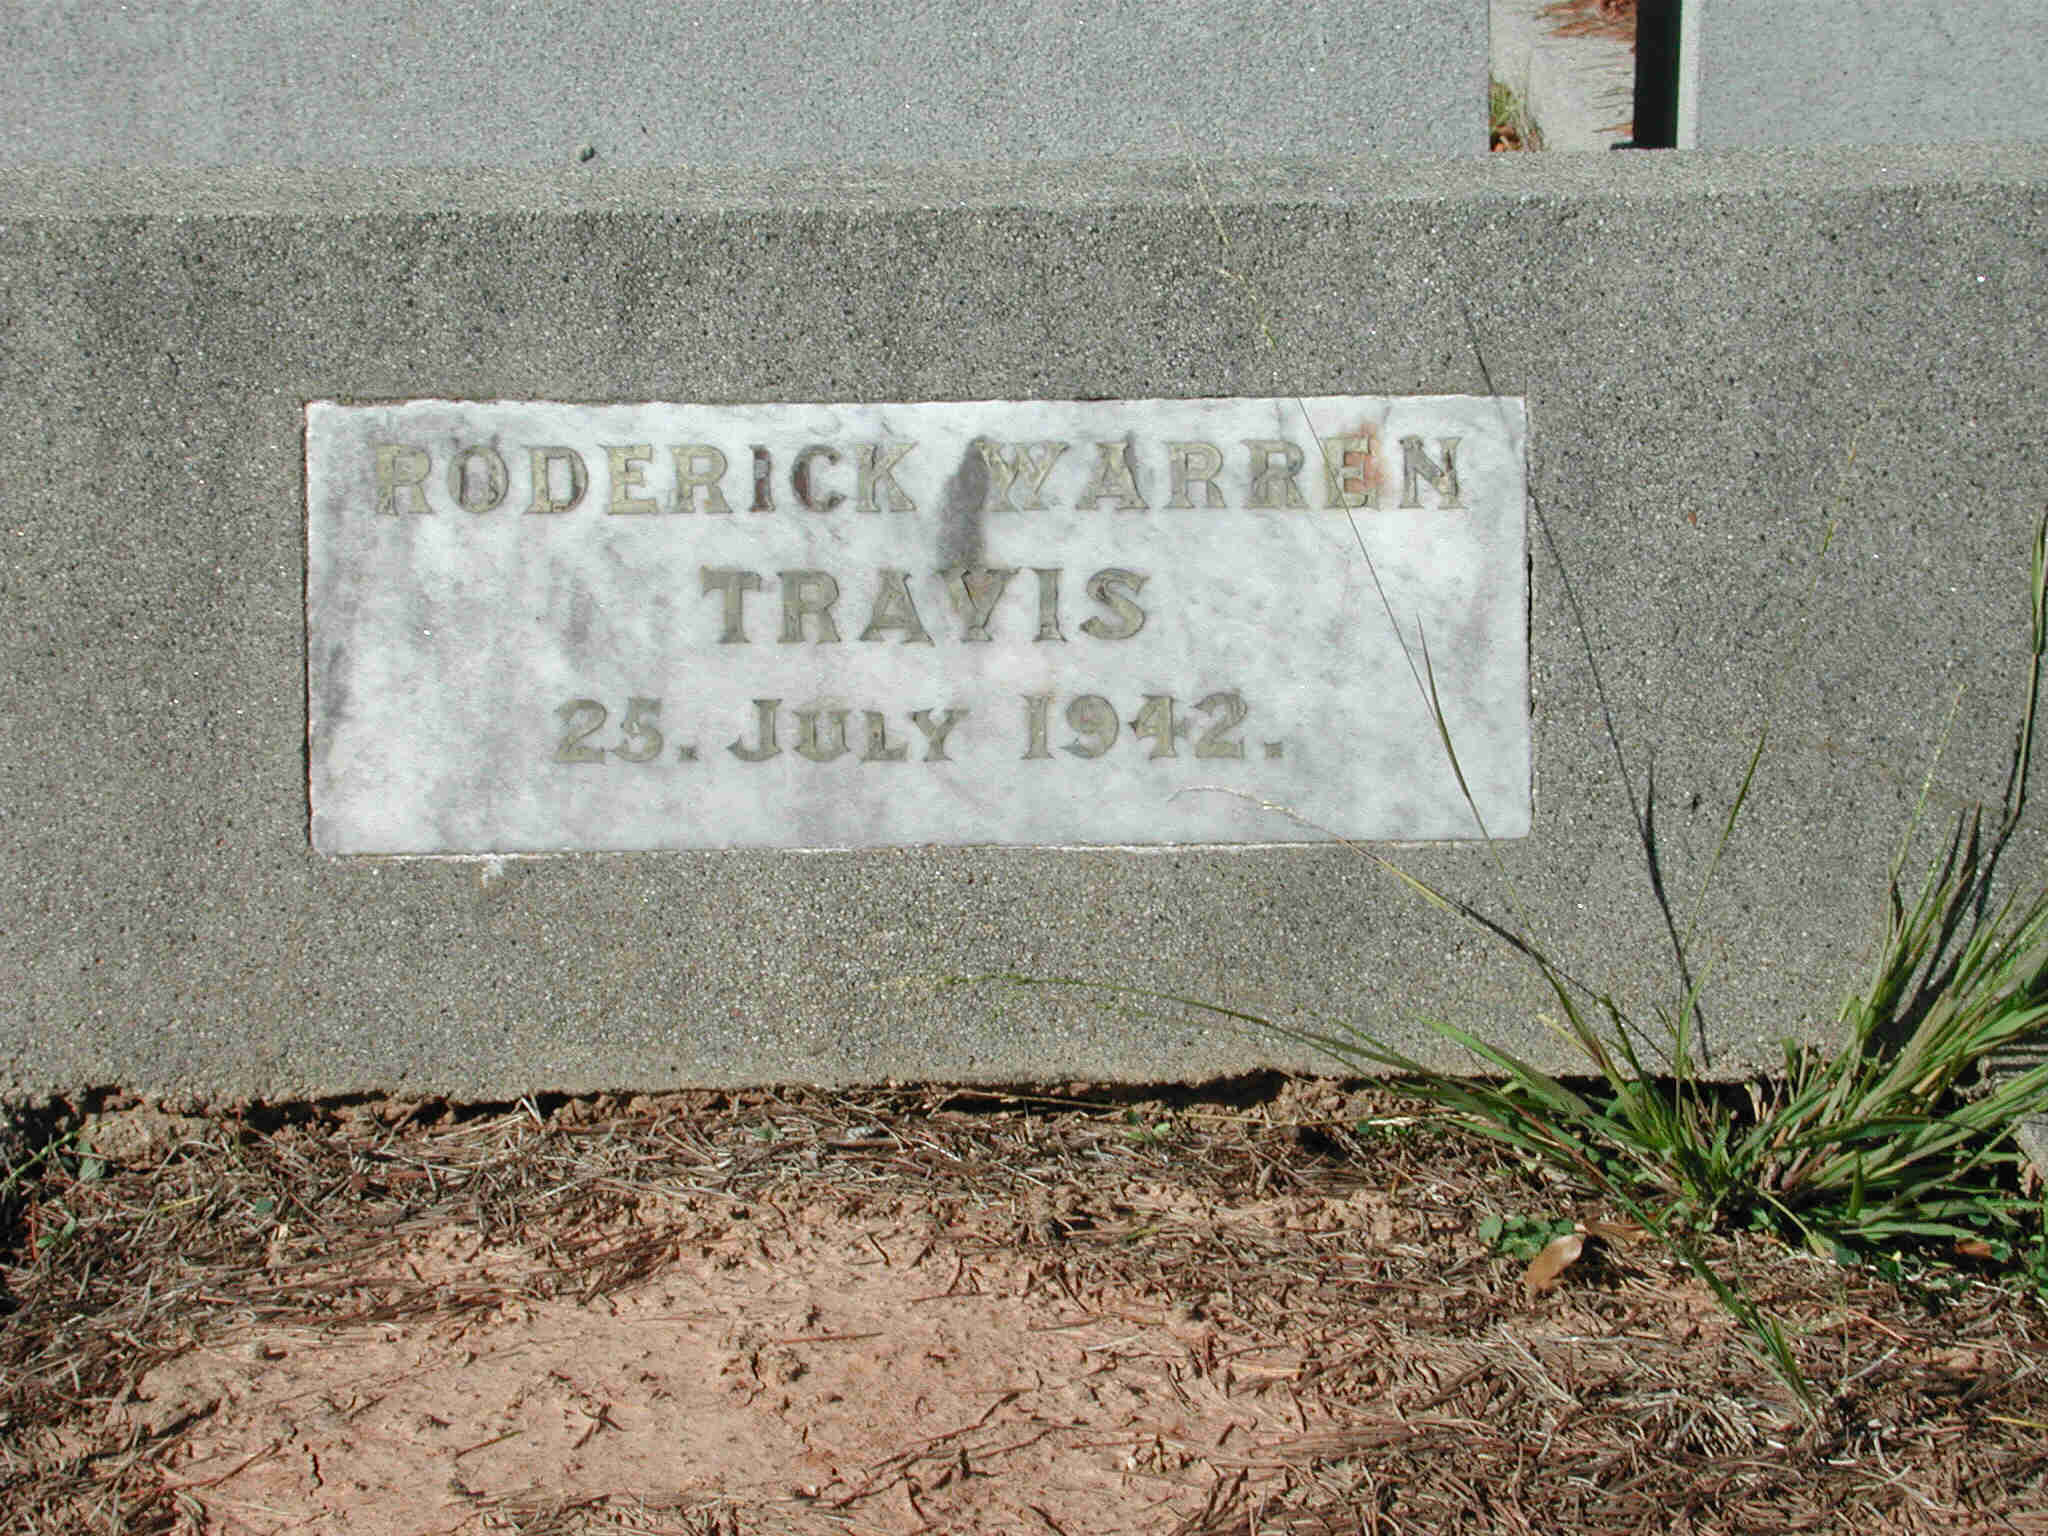 RODERICK WARREN
TRAVIS
25. JULY 1942.